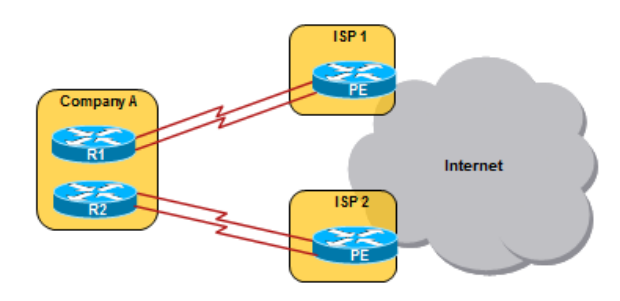 ISP 1
PE
Company A
R1
R2
Internet
ISP 2
PE